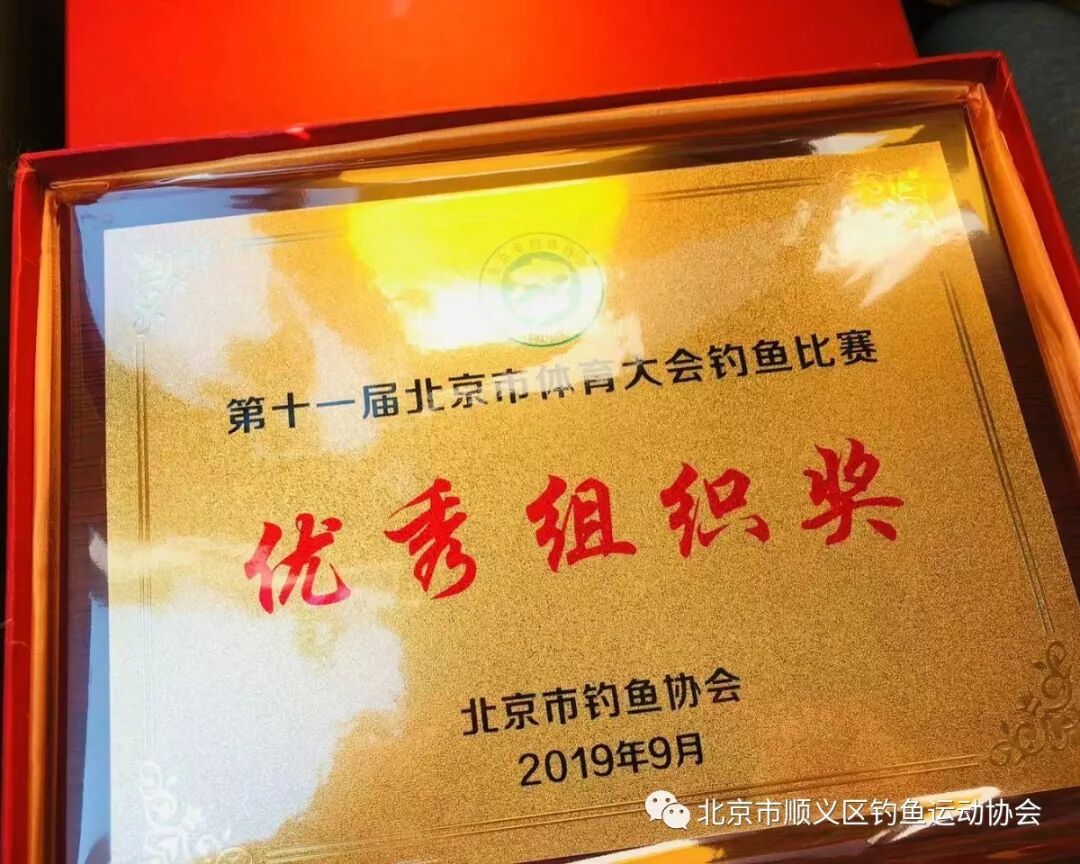 第十一届北京市体育大会钓鱼比赛
优秀组织奖
北京市钓鱼协会
2019年9月
北京市顺义区钓鱼运动协会